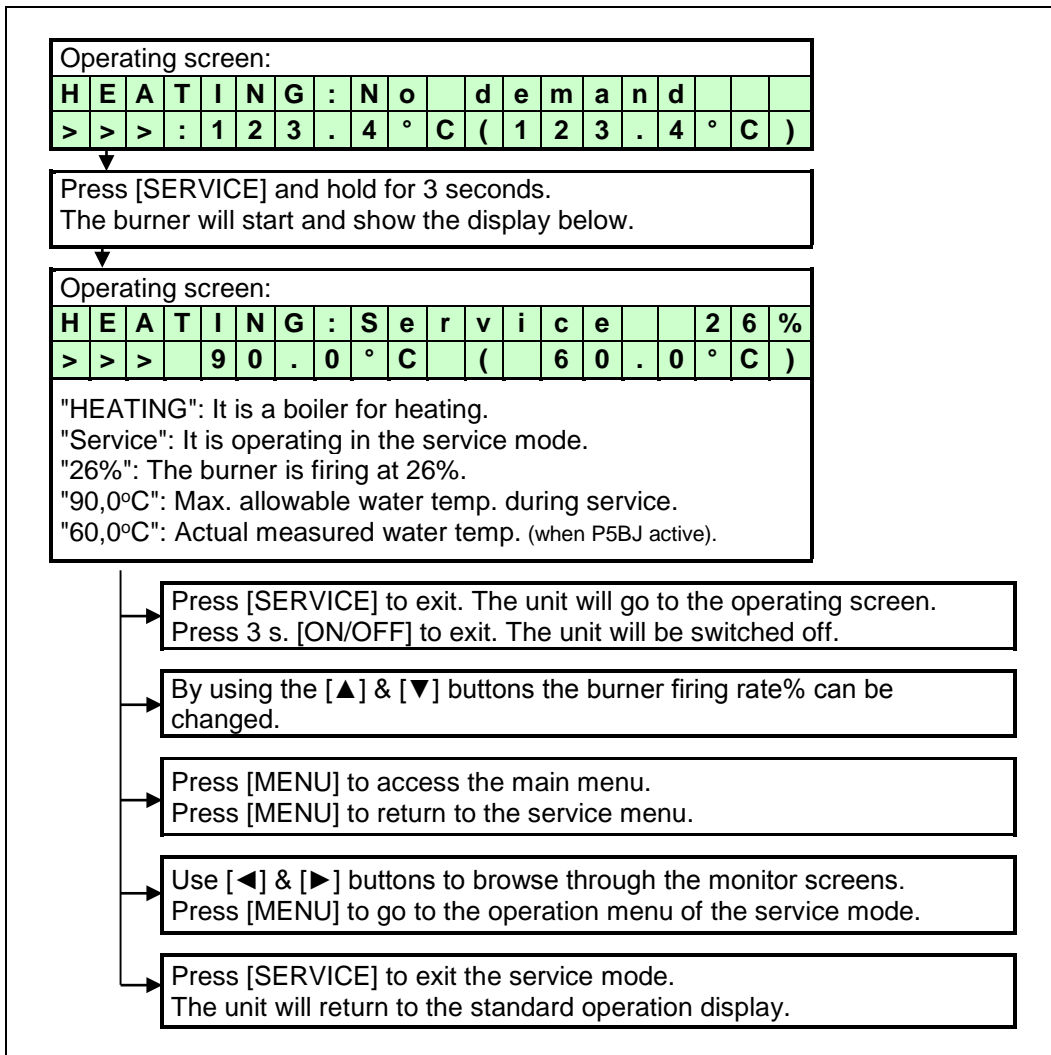 Operating screen:
HEATING:No demand
>>>:123.4°C(123.4°C)
Press [SERVICE] and hold for 3 seconds.
The burner will start and show the display below.
Operating screen:
HEATING:Service  26%
>>> 90.0°C ( 60.0°C)
"HEATING": It is a boiler for heating.
"Service": It is operating in the service mode.
"26%": The burner is firing at 26%.
"90,0°C": Max. allowable water temp. during service.
"60,0°C": Actual measured water temp. (when P5BJ active).
Press [SERVICE] to exit. The unit will go to the operating screen.
Press 3 s. [ON/OFF] to exit. The unit will be switched off.
By using the [▲] & [▼] buttons the burner firing rate% can be
changed.
Press [MENU] to access the main menu.
Press [MENU] to return to the service menu.
Use [◄] & [►] buttons to browse through the monitor screens.
Press [MENU] to go to the operation menu of the service mode.
Press [SERVICE] to exit the service mode.
The unit will return to the standard operation display.